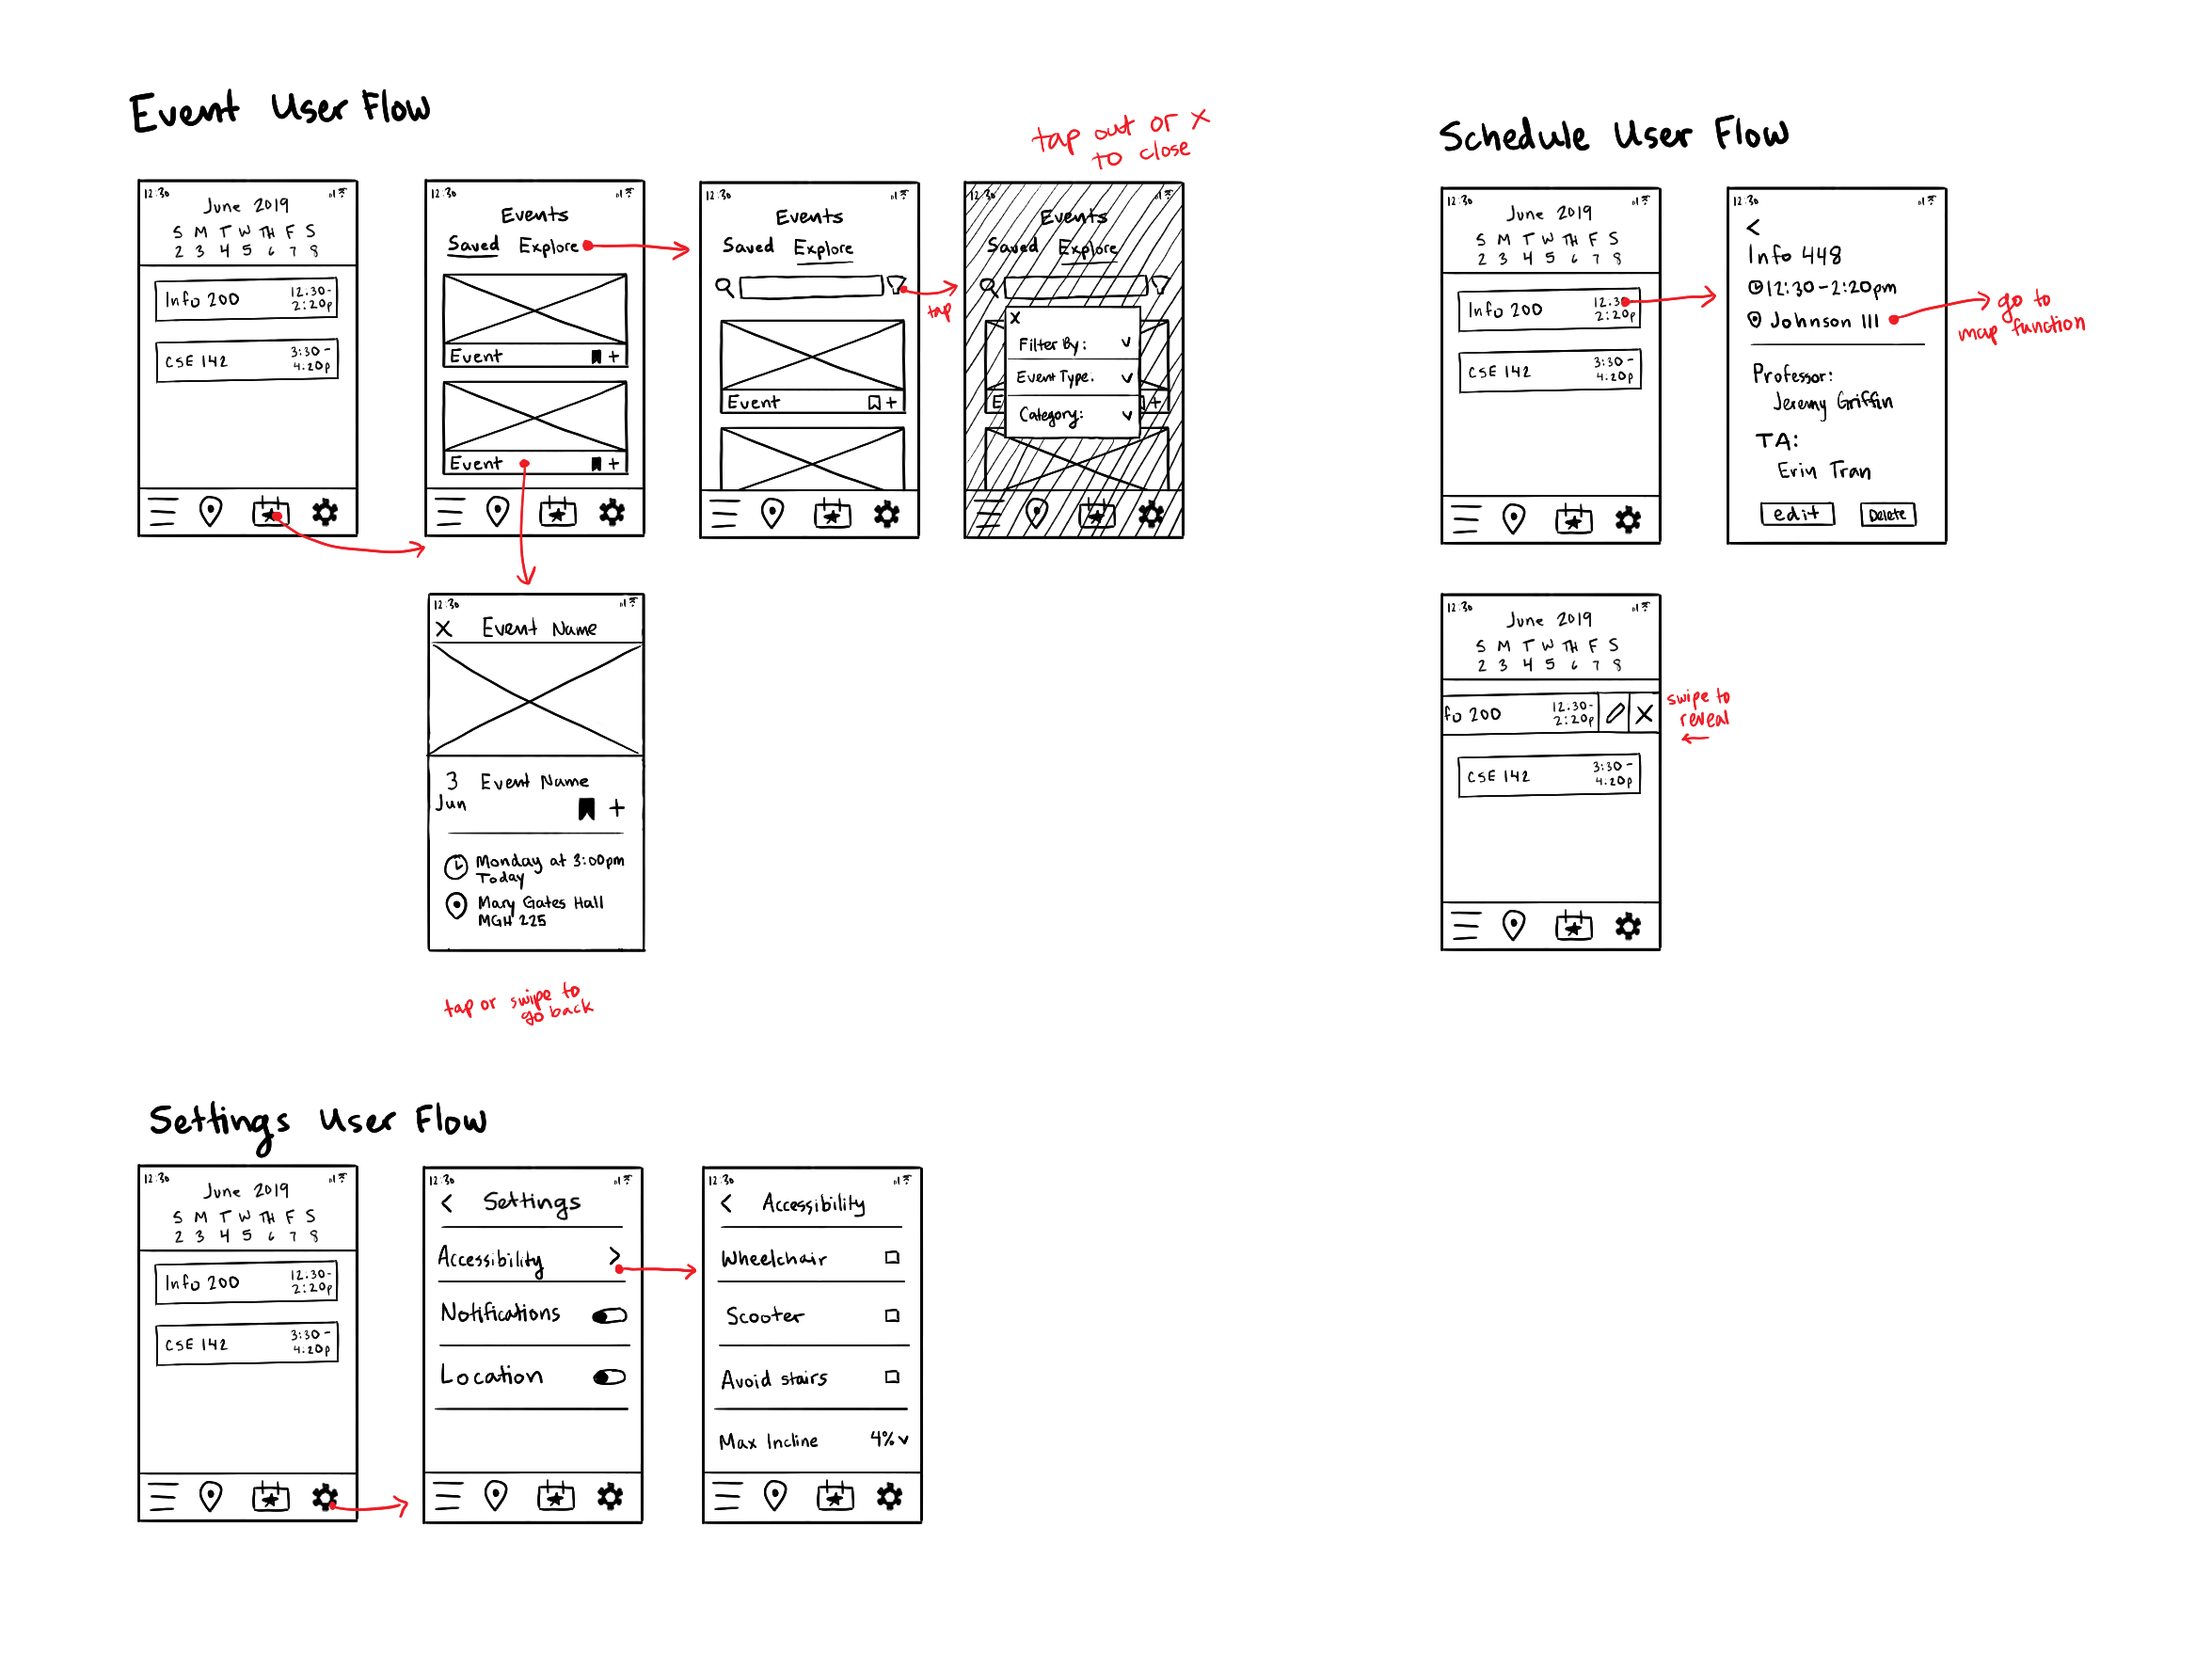 Event User Flow
12:30
June 2019
S M T W TH F S
2 3 4 5 6 7 8
Info 200
12:30-
2:20p
CSE 142
3:30-
4:20p
12:30
Events
Saved Explore
Event +
Event +
12:30
Events
Saved Explore
tap
Event +
tap out or x
to close
12:30
Events
Saved Explore
X
Filter By:
Event Type:
Category:
E +
12:30
X Event Name
3 Event Name
Jun +
Monday at 3:00pm
Today
Mary Gates Hall
MGH 225
tap or swipe to
go back
Schedule User Flow
12:30
June 2019
S M T W TH F S
2 3 4 5 6 7 8
Info 200
12:30
2:20p
CSE 142
3:30-
4:20p
12:30
<
Info 448
12:30-2:20pm
Johnson 111
go to
map function
Professor:
Jeremy Griffin
TA:
Erin Tran
edit Delete
12:30
June 2019
S M T W TH F S
2 3 4 5 6 7 8
fo 200
12:30-
2:20p
X
swipe to
reveal
CSE 142
3:30-
4:20p
Settings User Flow
12:30
June 2019
S M T W TH F S
2 3 4 5 6 7 8
Info 200
12:30-
2:20p
CSE 142
3:30-
4:20p
12:30
< Settings
Accessibility >
Notifications
Location
12:30
< Accessibility
Wheelchair
Scooter
Avoid stairs
Max Incline 4%